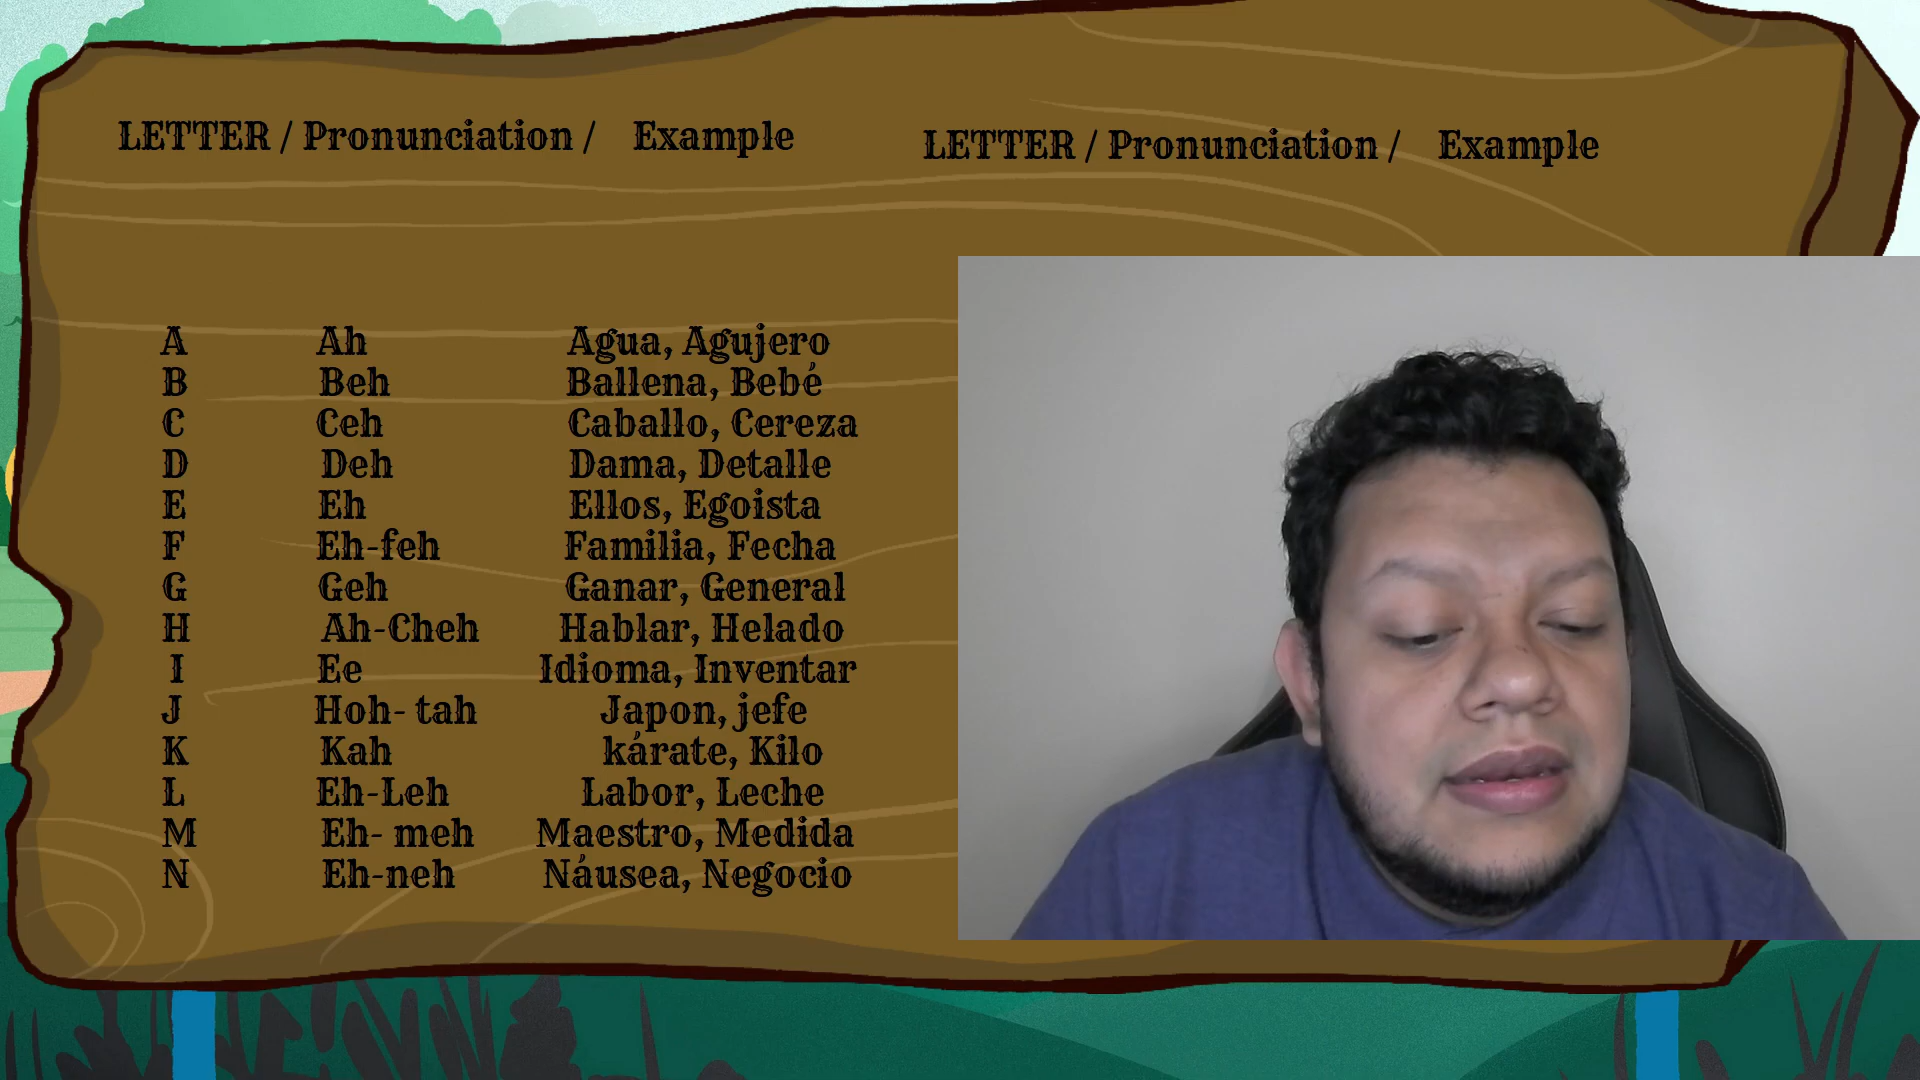 LETTER / Pronunciation / Example
LETTER / Pronunciation / Example
A Ah Agua, Agujero
B Beh Ballena, Bebé
C Ceh Caballo, Cereza
D Deh Dama, Detalle
E Eh Ellos, Egoista
F Eh-feh Familia, Fecha
G Geh Ganar, General
H Ah-Cheh Hablar, Helado
I Ee Idioma, Inventar
J Hoh- tah Japon, jefe
K Kah kárate, Kilo
L Eh-Leh Labor, Leche
M Eh- meh Maestro, Medida
N Eh-neh Náusea, Negocio